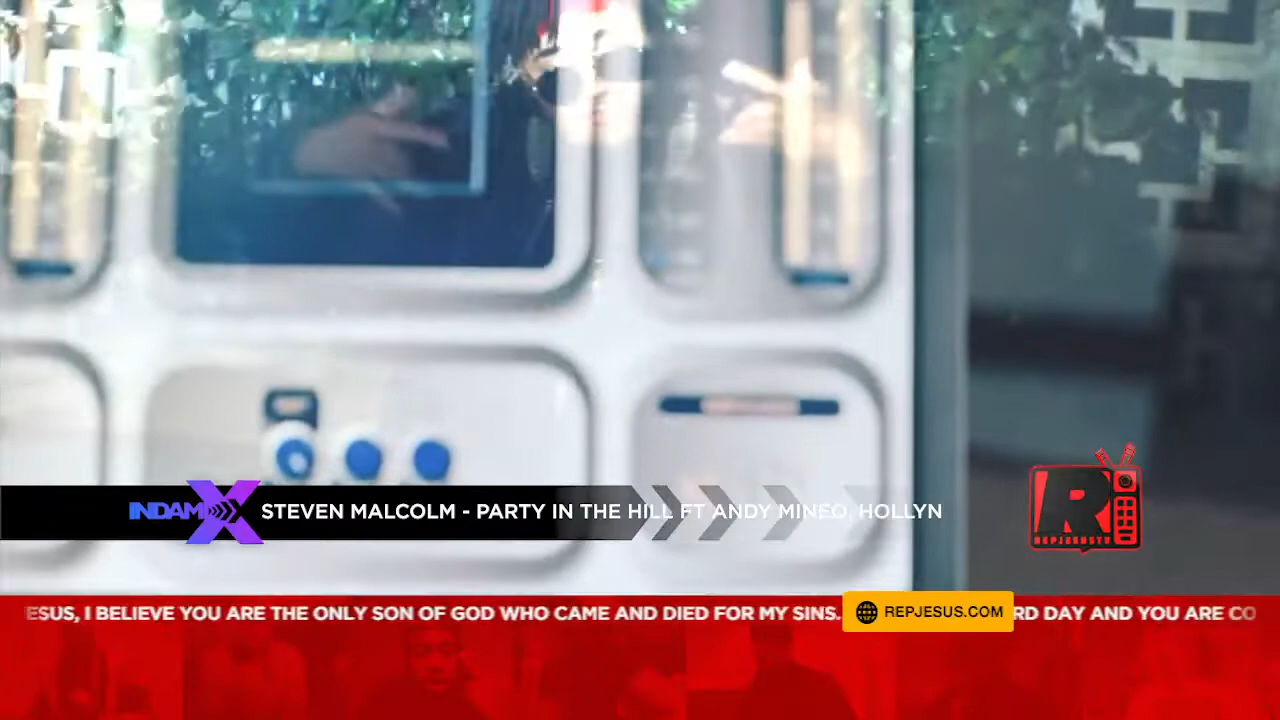 INDAMIX
STEVEN MALCOLM - PARTY IN THE HILL FT ANDY MINEO, HOLLYN
R
REPJESUSTV
ESUS, I BELIEVE YOU ARE THE ONLY SON OF GOD WHO CAME AND DIED FOR MY SINS.
REPJESUS.COM
RD DAY AND YOU ARE CO